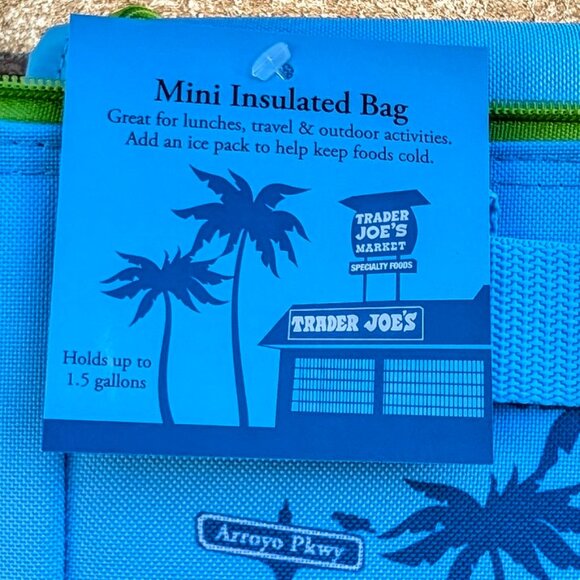 Mini Insulated Bag
Great for lunches, travel & outdoor activities.
Add an ice pack to help keep foods cold.
TRADER
JOE'S
MARKET
SPECIALTY FOODS
TRADER JOE'S
Holds up to
1.5 gallons
Arroyo Pkwy